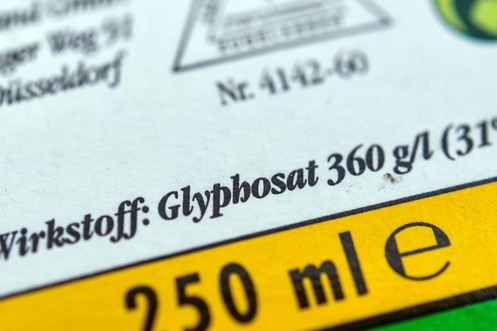 Düsseldorf
Nr. 4142-60
Wirkstoff: Glyphosat 360 g/l (31%
250 ml ℮